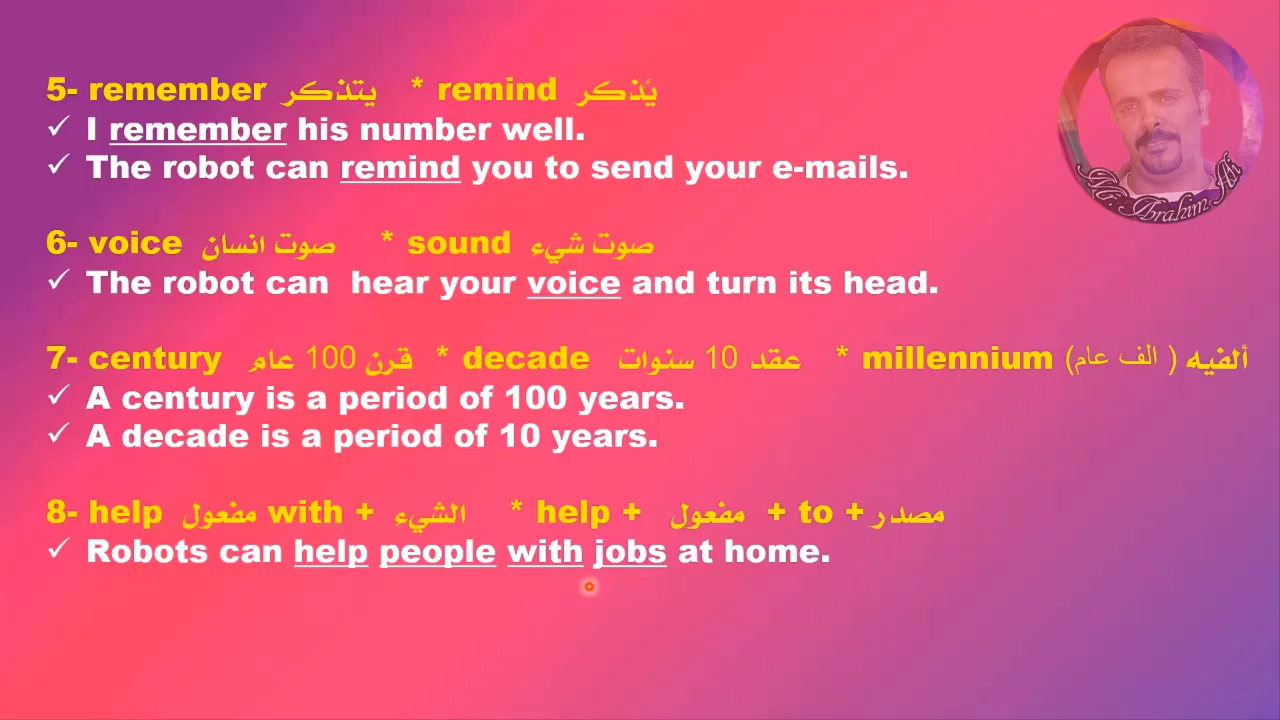 5- remember يتذكر * remind يُذكر
✓ I remember his number well.
✓ The robot can remind you to send your e-mails.
6- voice صوت انسان * sound صوت شيء
✓ The robot can hear your voice and turn its head.
7- century قرن 100 عام * decade عقد 10 سنوات * millennium ألفيه ( الف عام)
✓ A century is a period of 100 years.
✓ A decade is a period of 10 years.
8- help مفعول with + الشيء * help + مفعول + to + مصدر
✓ Robots can help people with jobs at home.
Mr. Ibrahim Ali